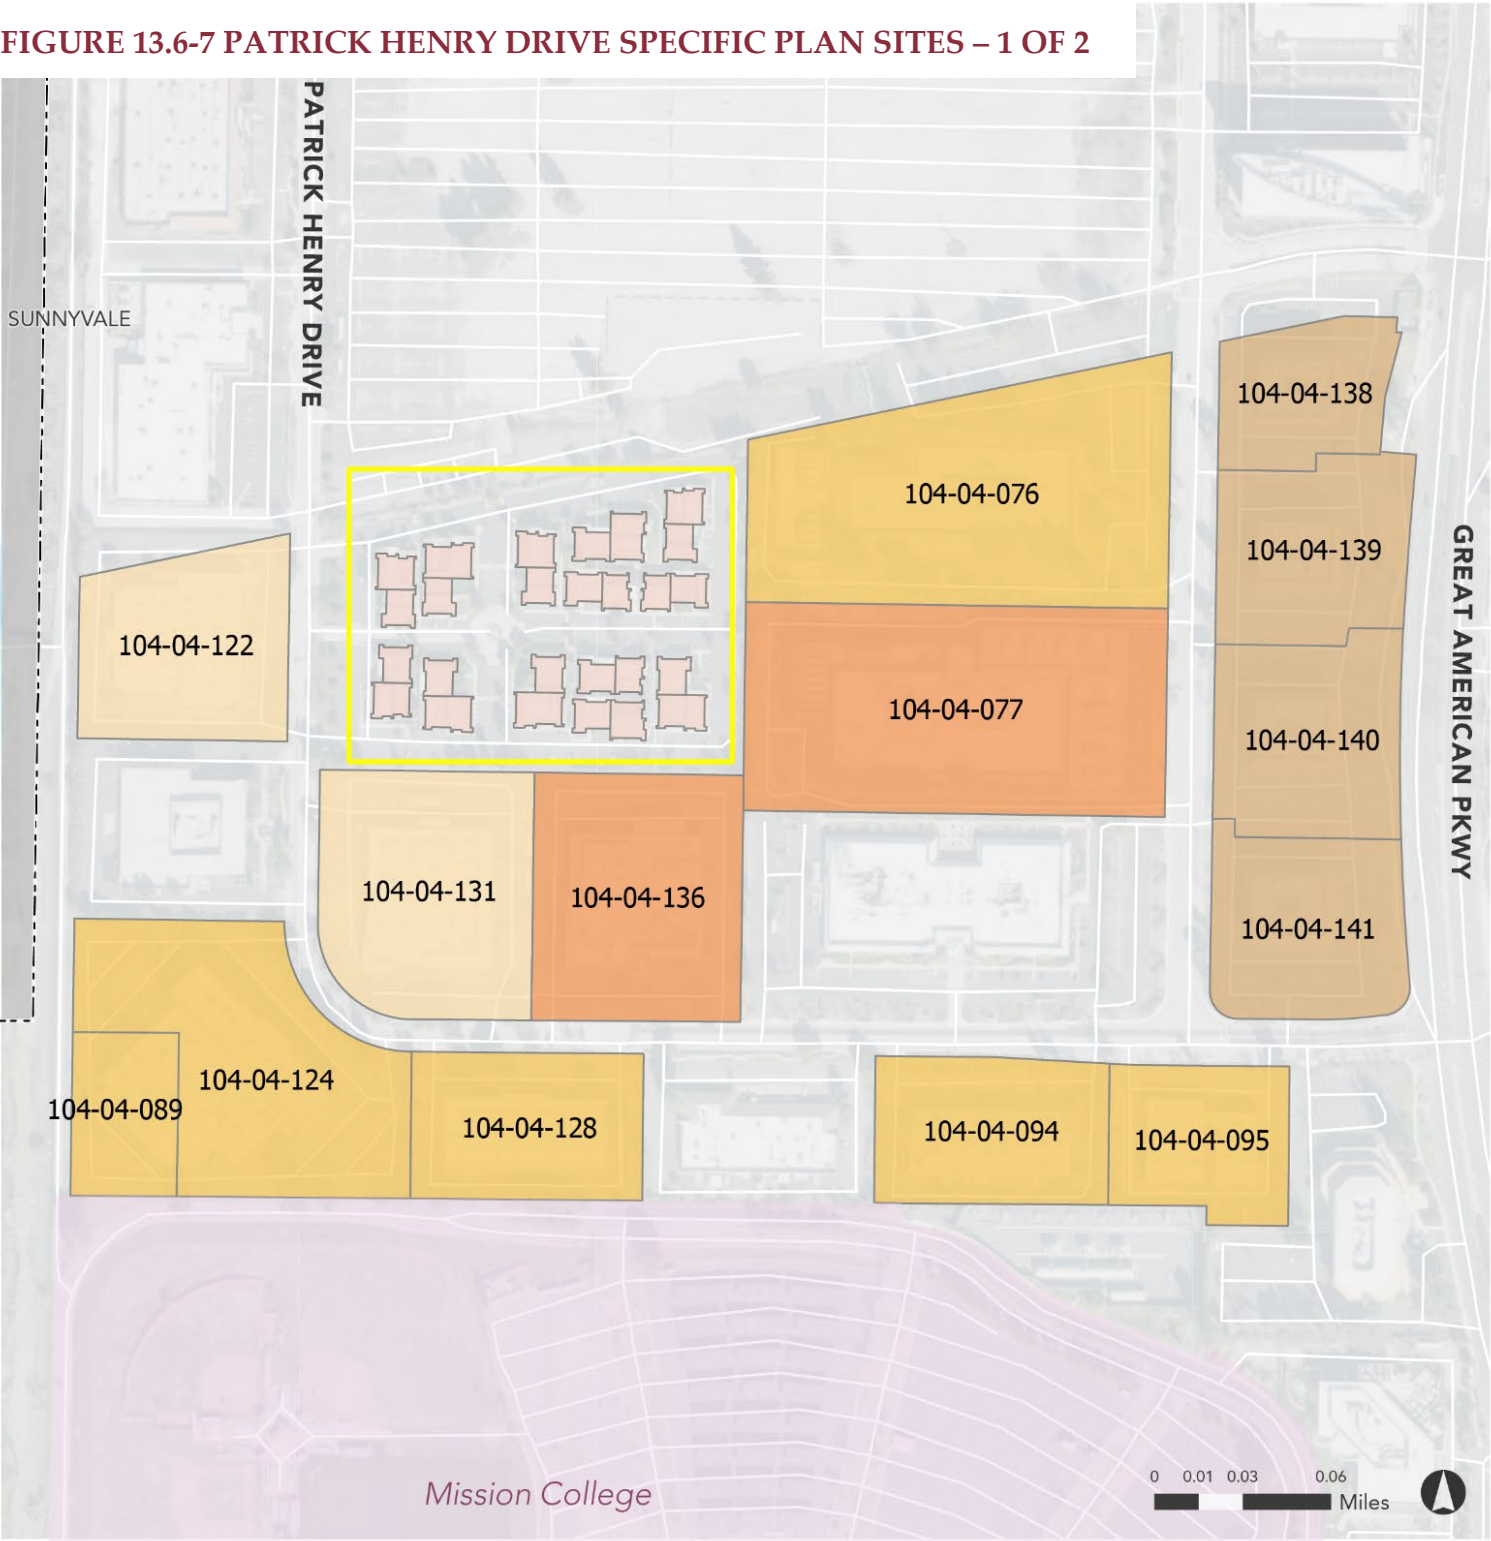 FIGURE 13.6-7 PATRICK HENRY DRIVE SPECIFIC PLAN SITES – 1 OF 2
PATRICK HENRY DRIVE
SUNNYVALE
104-04-138
104-04-076
104-04-139
GREAT AMERICAN PKWY
104-04-122
104-04-077
104-04-140
104-04-131
104-04-136
104-04-141
104-04-124
104-04-089
104-04-128
104-04-094
104-04-095
Mission College
0 0.01 0.03 0.06
Miles